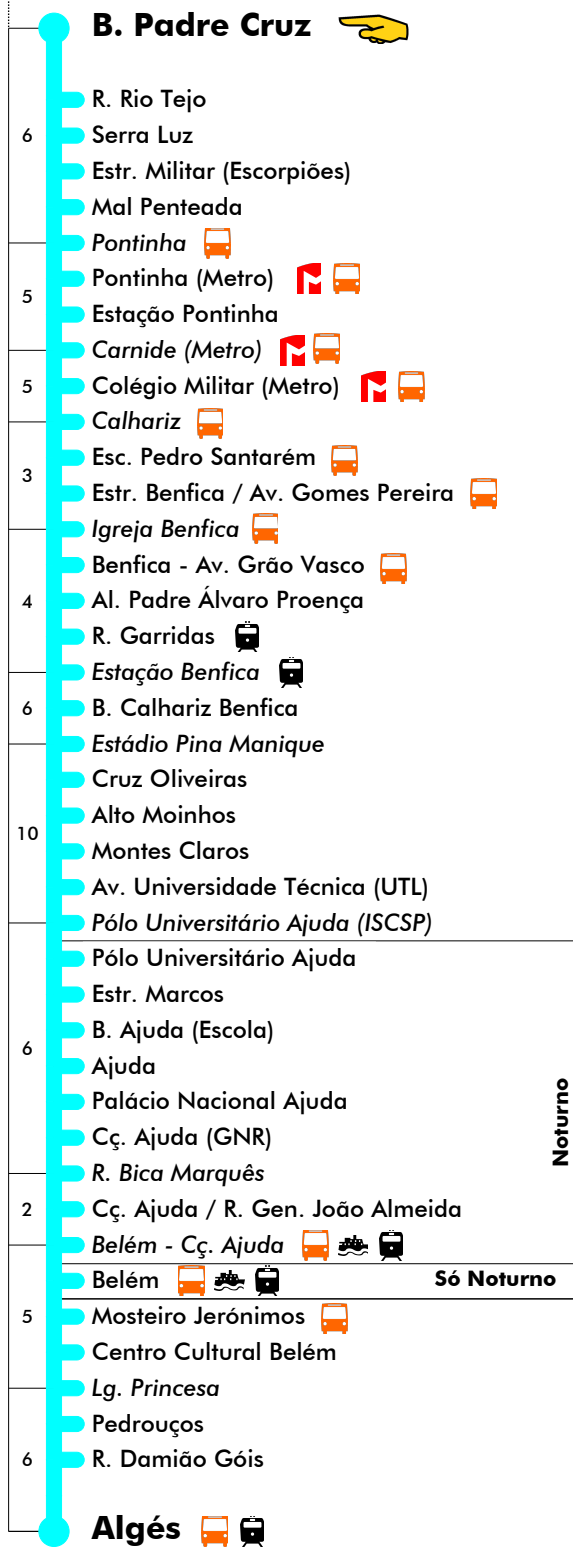 B. Padre Cruz
R. Rio Tejo
6
Serra Luz
Estr. Militar (Escorpiões)
Mal Penteada
Pontinha
Pontinha (Metro)
5
Estação Pontinha
Carnide (Metro)
5
Colégio Militar (Metro)
Calhariz
Esc. Pedro Santarém
3
Estr. Benfica / Av. Gomes Pereira
Igreja Benfica
Benfica - Av. Grão Vasco
4
Al. Padre Álvaro Proença
R. Garridas
Estação Benfica
6
B. Calhariz Benfica
Estádio Pina Manique
Cruz Oliveiras
Alto Moinhos
10
Montes Claros
Av. Universidade Técnica (UTL)
Pólo Universitário Ajuda (ISCSP)
Pólo Universitário Ajuda
Estr. Marcos
B. Ajuda (Escola)
6
Ajuda
Palácio Nacional Ajuda
Noturno
Cç. Ajuda (GNR)
R. Bica Marquês
2
Cç. Ajuda / R. Gen. João Almeida
Belém - Cç. Ajuda
Belém
Só Noturno
5
Mosteiro Jerónimos
Centro Cultural Belém
Lg. Princesa
Pedrouços
6
R. Damião Góis
Algés